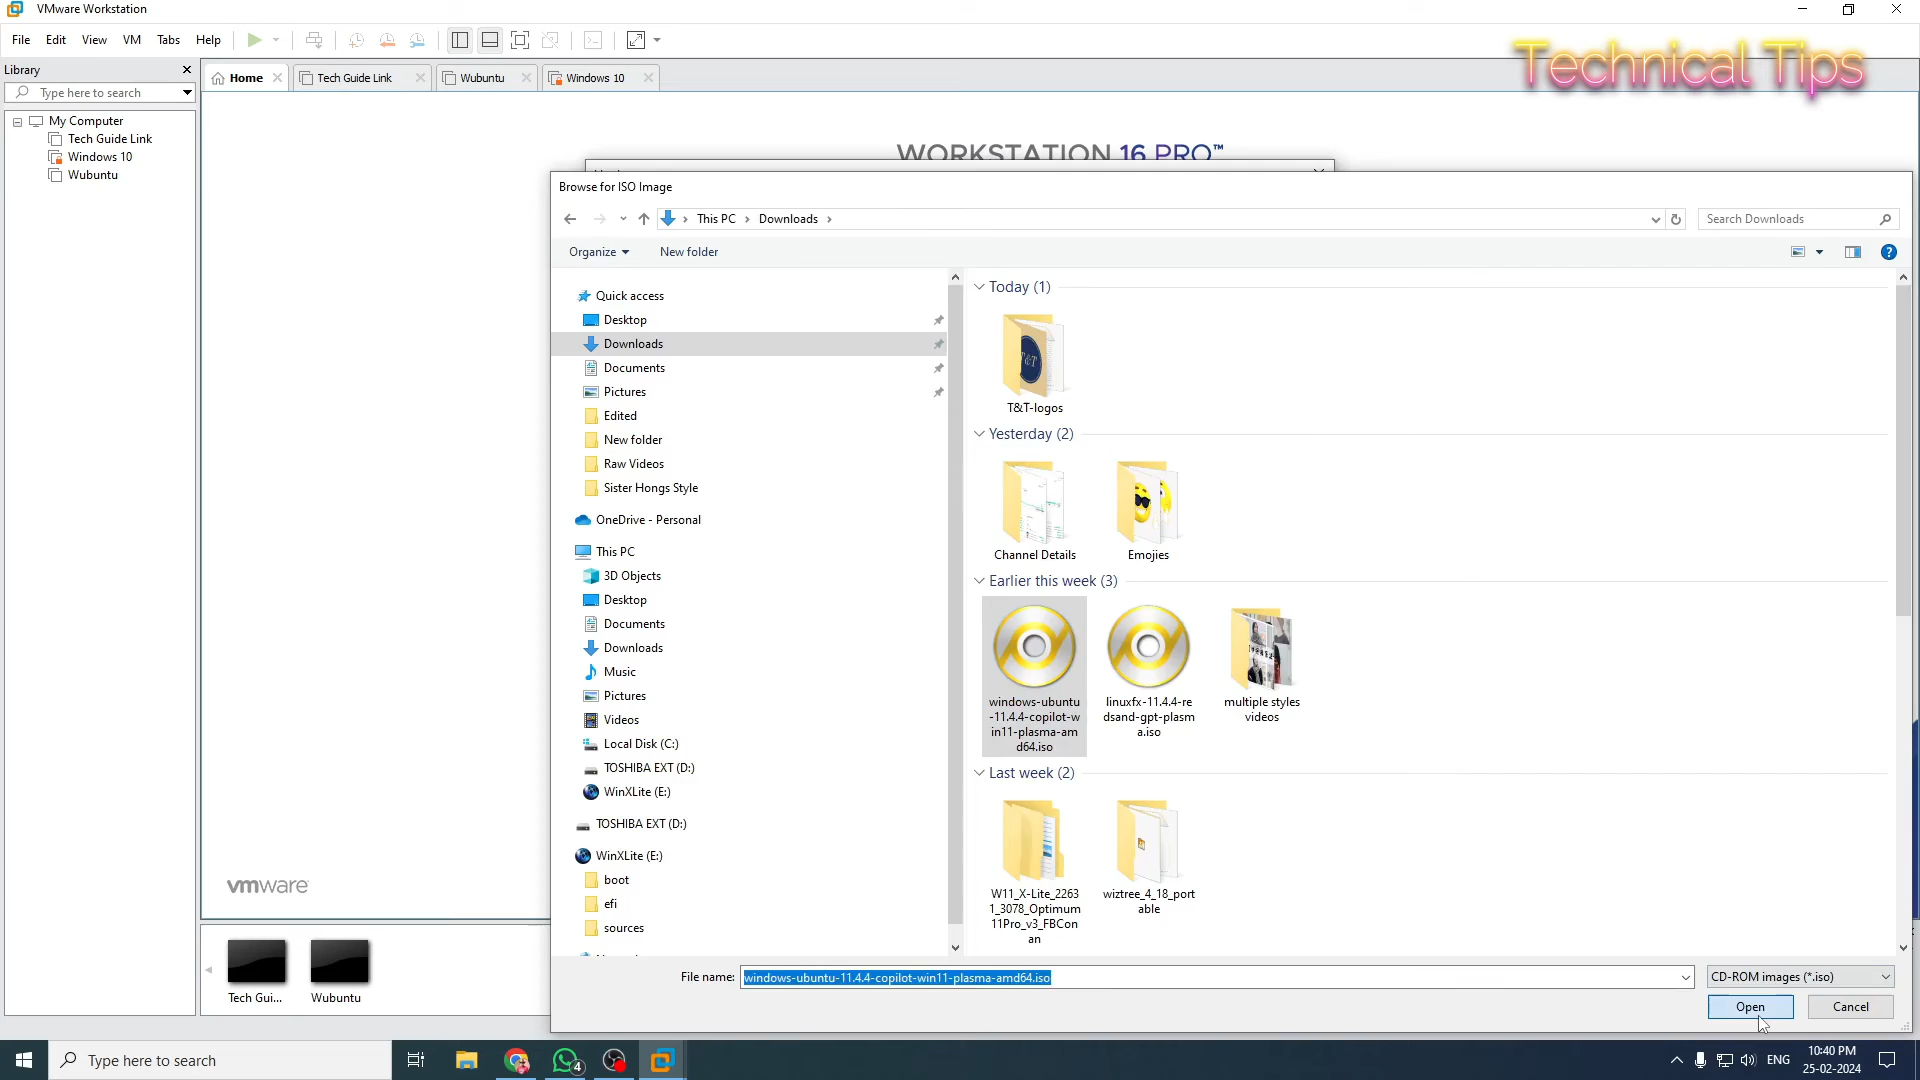 VMware Workstation
File Edit View VM Tabs Help
Technical Tips
Library
Type here to search
My Computer
Tech Guide Link
Windows 10
Wubuntu
Home
Tech Guide Link
Wubuntu
Windows 10
WORKSTATION 16 PRO™
Browse for ISO Image
This PC
Downloads
Search Downloads
Organize
New folder
Quick access
Desktop
Downloads
Documents
Pictures
Edited
New folder
Raw Videos
Sister Hongs Style
OneDrive - Personal
This PC
3D Objects
Desktop
Documents
Downloads
Music
Pictures
Videos
Local Disk (C:)
TOSHIBA EXT (D:)
WinXLite (E:)
TOSHIBA EXT (D:)
WinXLite (E:)
boot
efi
sources
Today (1)
T&T
T&T-logos
Yesterday (2)
Channel Details
Emojies
Earlier this week (3)
windows-ubuntu
-11.4.4-copilot-w
in11-plasma-am
d64.iso
linuxfx-11.4.4-re
dsand-gpt-plasm
a.iso
multiple styles
videos
Last week (2)
W11_X-Lite_2263
1_3078_Optimum
11Pro_v3_FBCon
an
wiztree_4_18_port
able
File name:
windows-ubuntu-11.4.4-copilot-win11-plasma-amd64.iso
CD-ROM images (*.iso)
Open
Cancel
vmware
Tech Gui...
Wubuntu
Type here to search
4
ENG
10:40 PM
25-02-2024